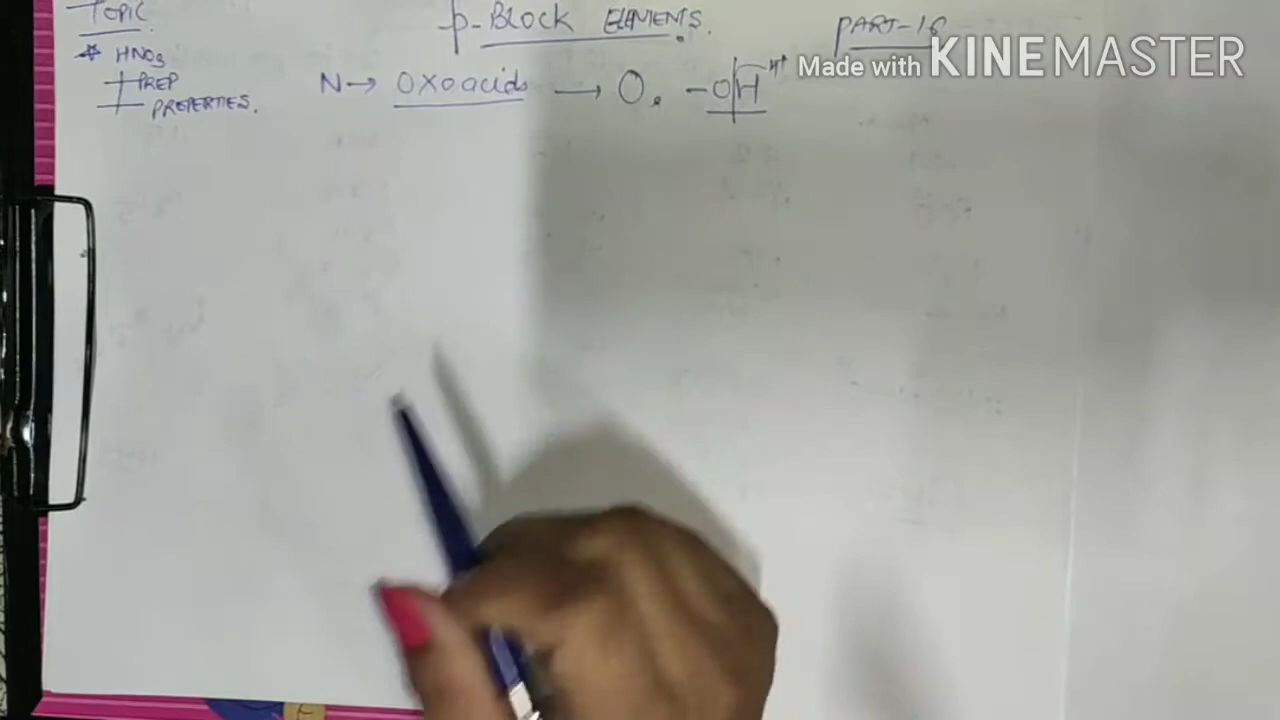 TOPIC
p-BLOCK ELEMENTS.
PART-16
Made with KINEMASTER
* HNO3
PREP
PROPERTIES.
N → Oxoacids → O. -OH H+